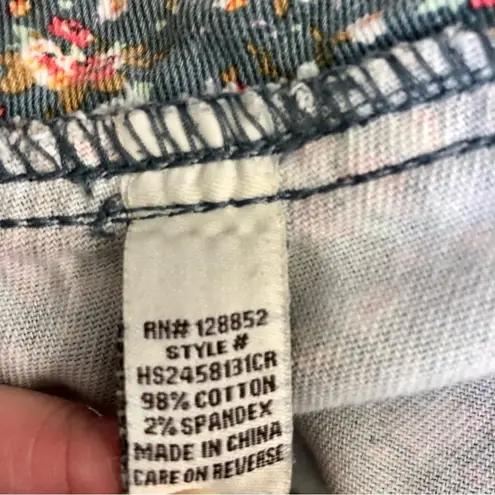 RN# 128852
STYLE #
HS2458131CR
98% COTTON
2% SPANDEX
MADE IN CHINA
CARE ON REVERSE